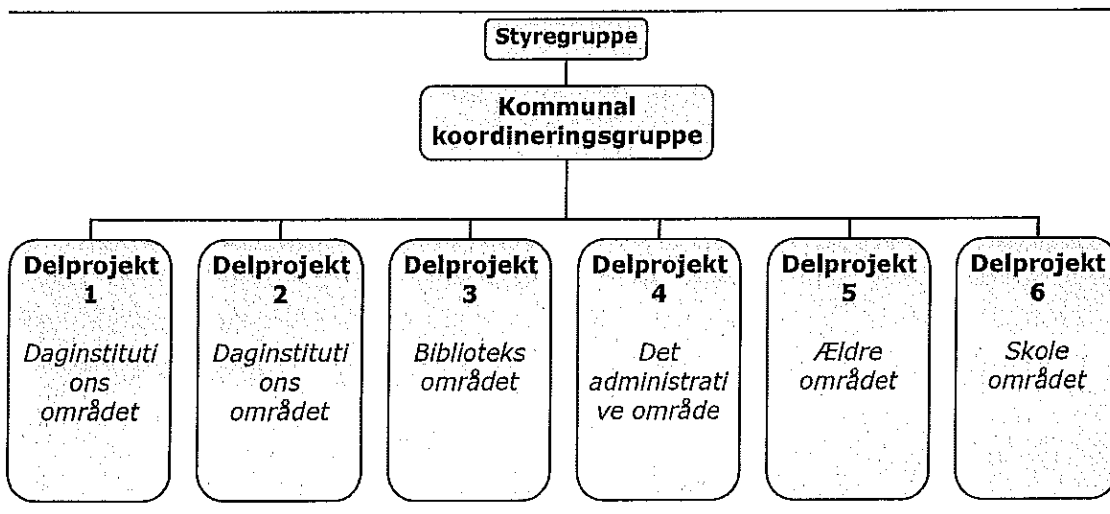 Styregruppe
Kommunal
koordineringsgruppe
Delprojekt
1
Daginstituti
ons
området
Delprojekt
2
Daginstituti
ons
området
Delprojekt
3
Biblioteks
området
Delprojekt
4
Det
administrati
ve område
Delprojekt
5
Ældre
området
Delprojekt
6
Skole
området